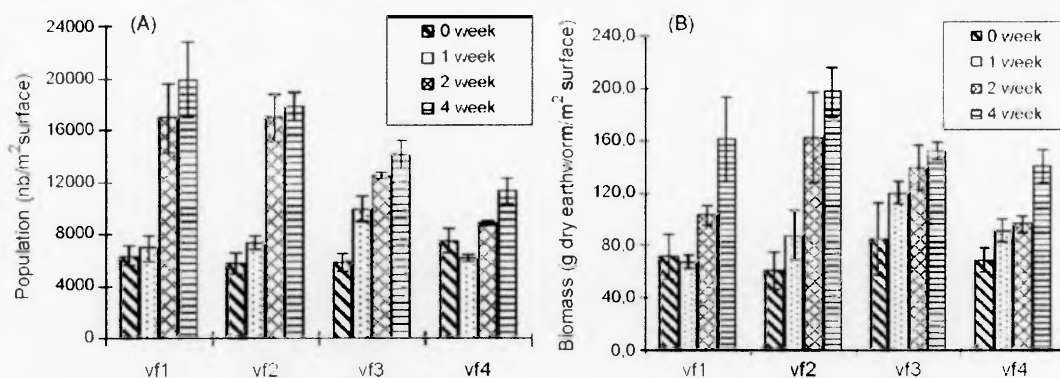 (A)
24000
20000
16000
12000
8000
4000
0
Population (nb/m² surface)
0 week
1 week
2 week
4 week
vf1
vf2
vf3
vf4
(B)
240.0
200.0
160.0
120.0
80.0
40.0
0,0
Biomass (g dry earthworm/m² surface)
0 week
1 week
2 week
4 week
vf1
vf2
vf3
vf4